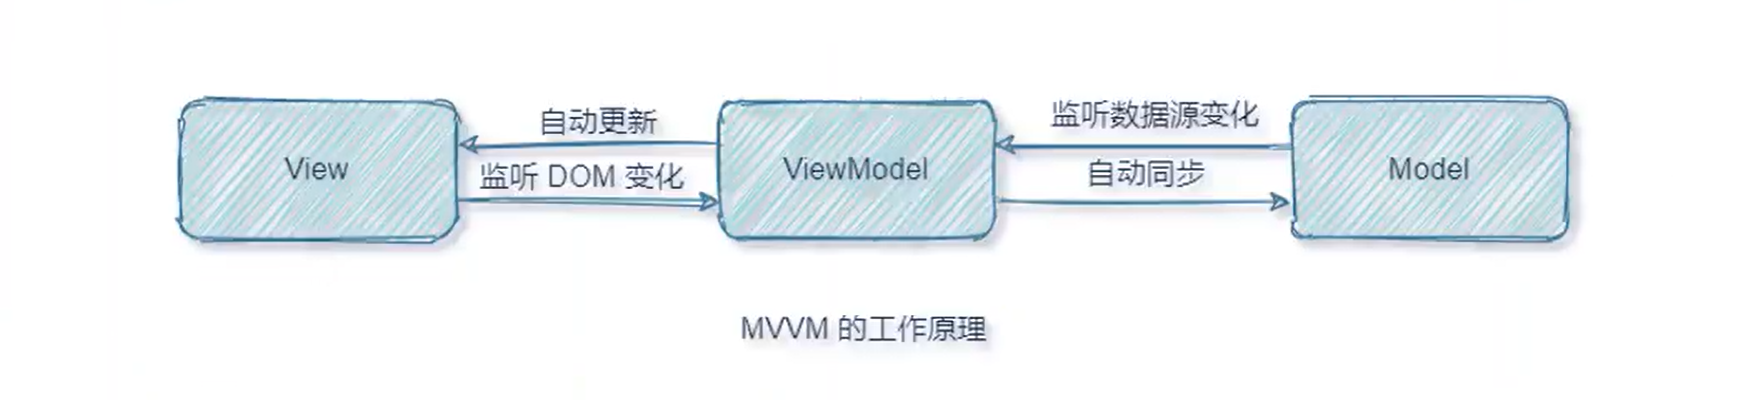 自动更新
监听数据源变化
View
监听 DOM 变化
ViewModel
自动同步
Model
MVVM 的工作原理